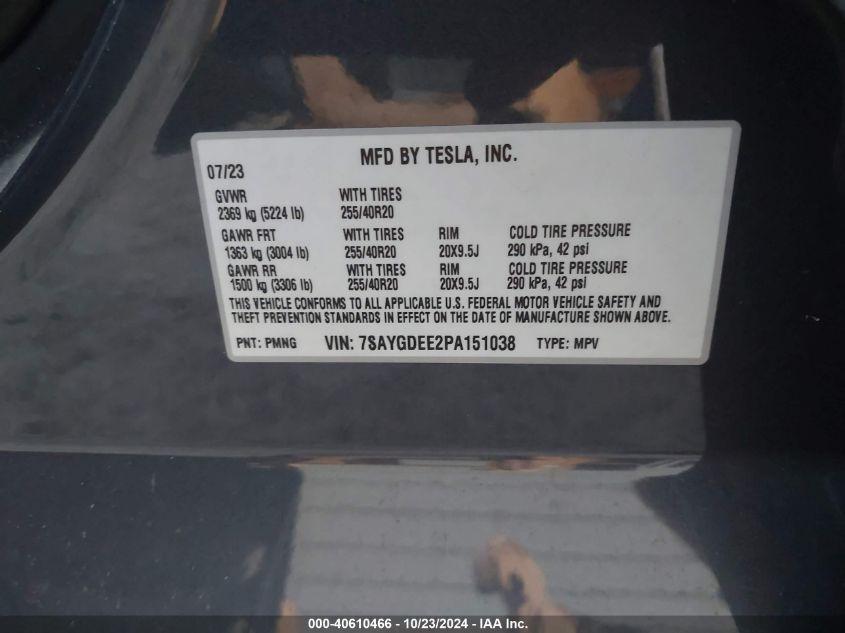 MFD BY TESLA, INC.
07/23
GVWR WITH TIRES
2369 kg (5224 lb) 255/40R20
GAWR FRT WITH TIRES RIM COLD TIRE PRESSURE
1363 kg (3004 lb) 255/40R20 20X9.5J 290 kPa, 42 psi
GAWR RR WITH TIRES RIM COLD TIRE PRESSURE
1500 kg (3306 lb) 255/40R20 20X9.5J 290 kPa, 42 psi
THIS VEHICLE CONFORMS TO ALL APPLICABLE U.S. FEDERAL MOTOR VEHICLE SAFETY AND
THEFT PREVENTION STANDARDS IN EFFECT ON THE DATE OF MANUFACTURE SHOWN ABOVE.
PNT: PMNG VIN: 7SAYGDEE2PA151038 TYPE: MPV
000-40610466 - 10/23/2024 - IAA Inc.